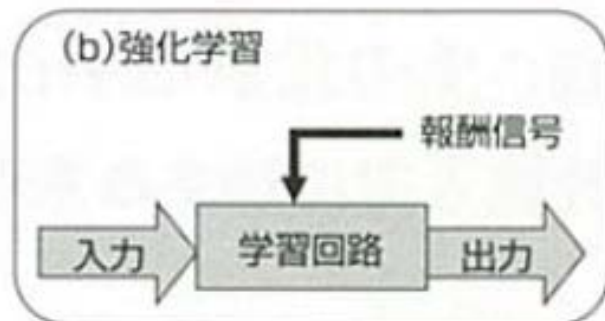 (b)強化学習
報酬信号
入力
学習回路
出力